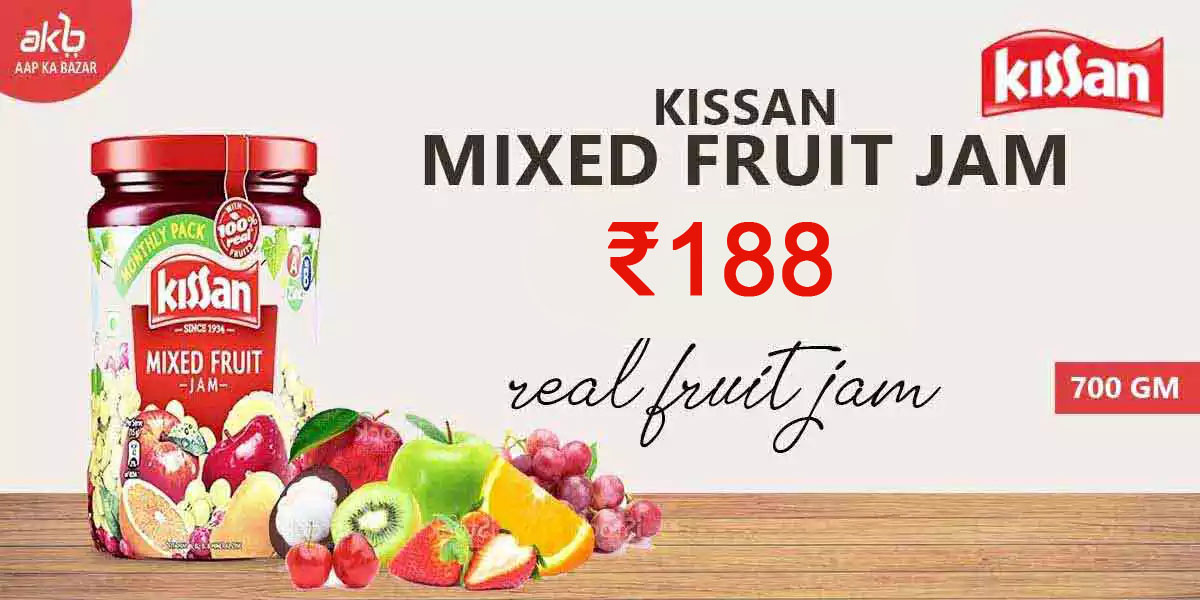 akb
AAP KA BAZAR
kissan
KISSAN
MIXED FRUIT JAM
₹188
real fruit jam
700 GM
WITH
100%
real
FRUITS
MONTHLY PACK
kissan
SINCE 1934
MIXED FRUIT
-JAM-